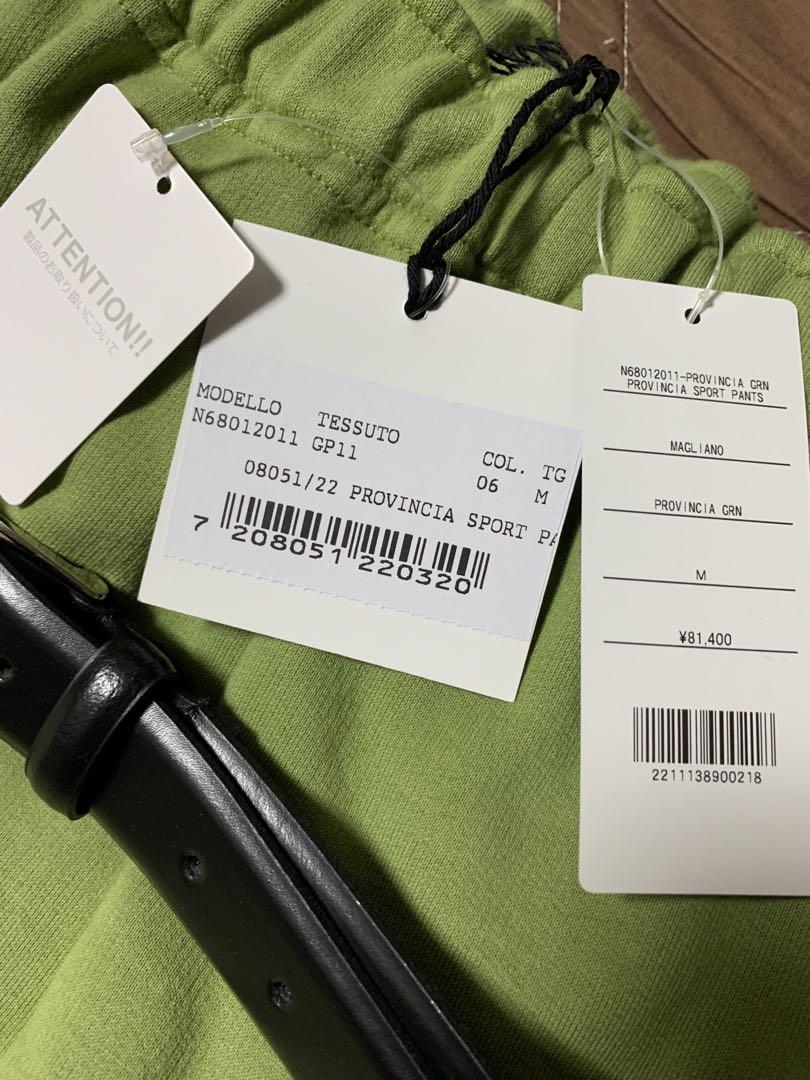 ATTENTION!!
製品のお取り扱いについて
MODELLO TESSUTO COL. TG
N68012011 GP11 06 M
08051/22 PROVINCIA SPORT PA
7 208051 220320
N68012011-PROVINCIA GRN
PROVINCIA SPORT PANTS
MAGLIANO
PROVINCIA GRN
M
¥81,400
2211138900218